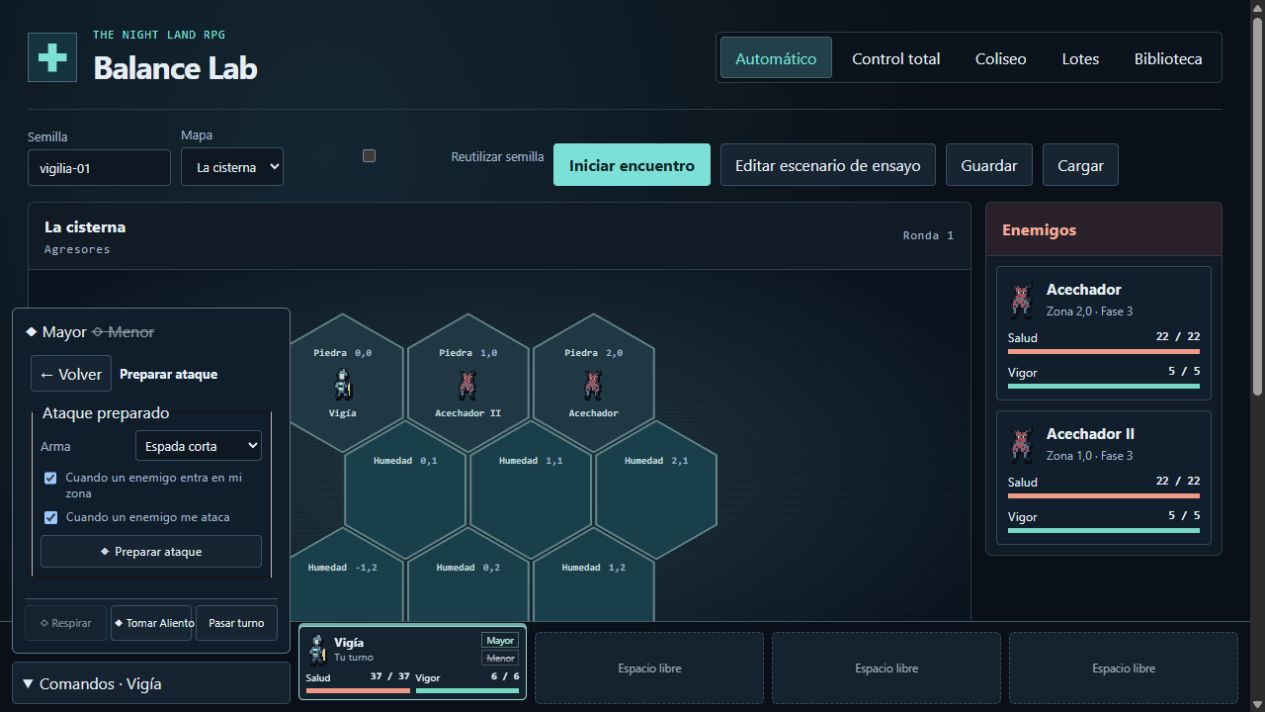 THE NIGHT LAND RPG
Balance Lab
Automático
Control total
Coliseo
Lotes
Biblioteca
Semilla
vigilia-01
Mapa
La cisterna
Reutilizar semilla
Iniciar encuentro
Editar escenario de ensayo
Guardar
Cargar
La cisterna
Agresores
Ronda 1
Piedra 0,0
Vigía
Piedra 1,0
Acechador II
Piedra 2,0
Acechador
Humedad 0,1
Humedad 1,1
Humedad 2,1
Humedad -1,2
Humedad 0,2
Humedad 1,2
Enemigos
Acechador
Zona 2,0 · Fase 3
Salud 22 / 22
Vigor 5 / 5
Acechador II
Zona 1,0 · Fase 3
Salud 22 / 22
Vigor 5 / 5
◆ Mayor ◇ Menor
← Volver
Preparar ataque
Ataque preparado
Arma
Espada corta
Cuando un enemigo entra en mi
zona
Cuando un enemigo me ataca
◆ Preparar ataque
◇ Respirar
◆ Tomar Aliento
Pasar turno
▼ Comandos · Vigía
Vigía
Tu turno
Mayor
Menor
Salud 37 / 37
Vigor 6 / 6
Espacio libre
Espacio libre
Espacio libre